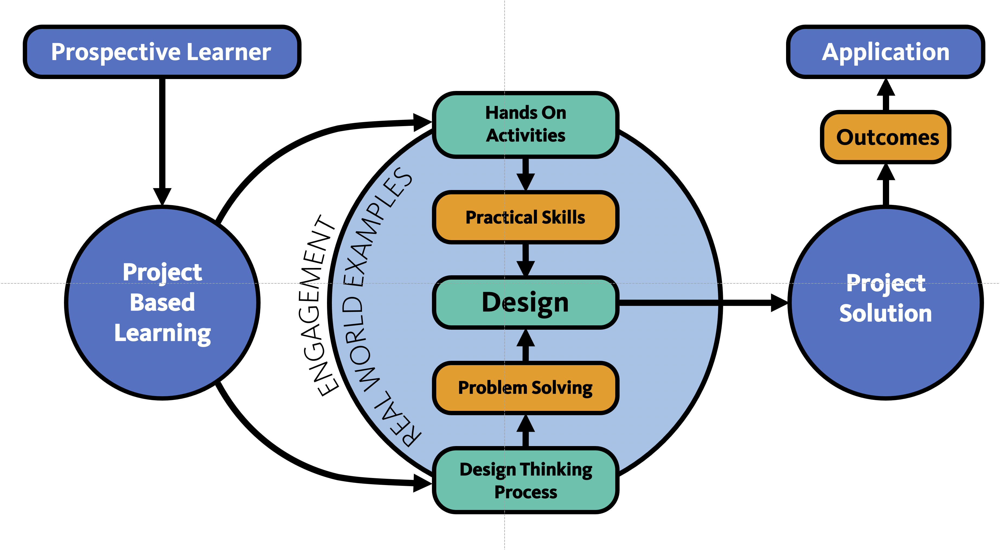 Prospective Learner
Project
Based
Learning
ENGAGEMENT
REAL WORLD EXAMPLES
Hands On
Activities
Practical Skills
Design
Problem Solving
Design Thinking
Process
Project
Solution
Outcomes
Application